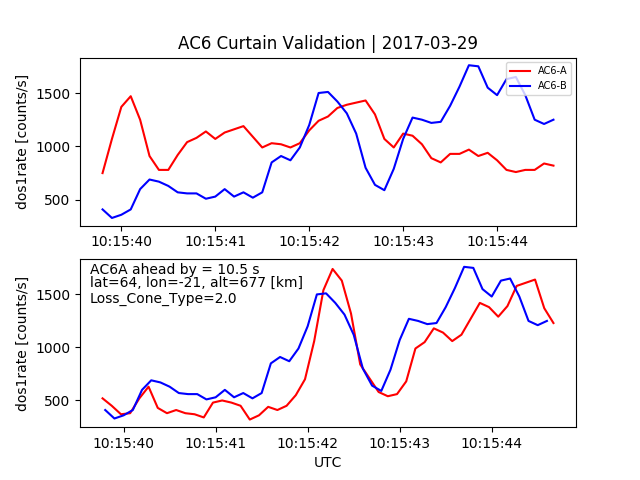 AC6 Curtain Validation | 2017-03-29
dos1rate [counts/s]
1500
1000
500
AC6-A
AC6-B
10:15:40 10:15:41 10:15:42 10:15:43 10:15:44
dos1rate [counts/s]
1500
1000
500
AC6A ahead by = 10.5 s
lat=64, lon=-21, alt=677 [km]
Loss_Cone_Type=2.0
10:15:40 10:15:41 10:15:42 10:15:43 10:15:44
UTC